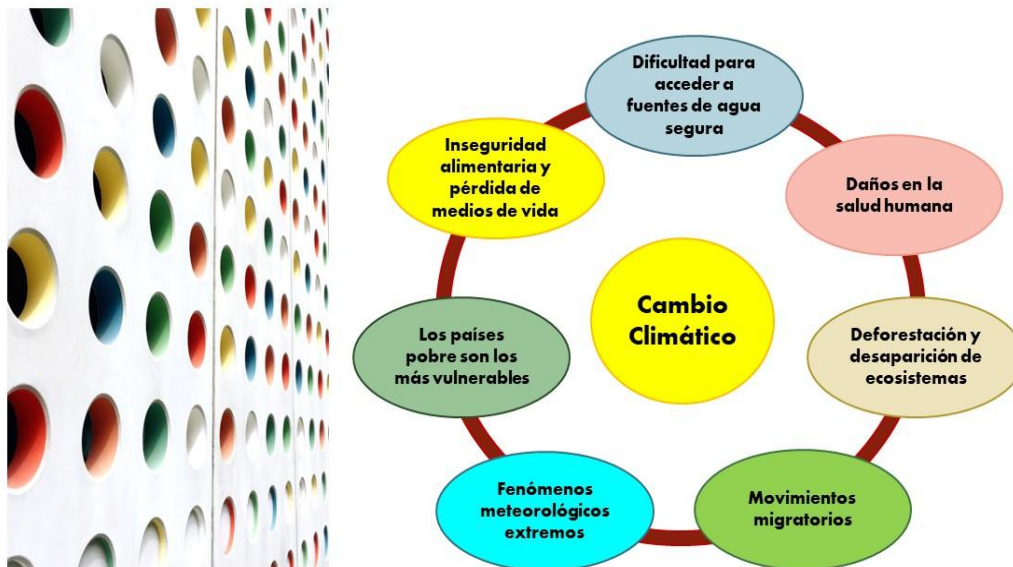 Dificultad para
acceder a
fuentes de agua
segura
Daños en la
salud humana
Deforestación y
desaparición de
ecosistemas
Movimientos
migratorios
Fenómenos
meteorológicos
extremos
Los países
pobre son los
más vulnerables
Inseguridad
alimentaria y
pérdida de
medios de vida
Cambio
Climático